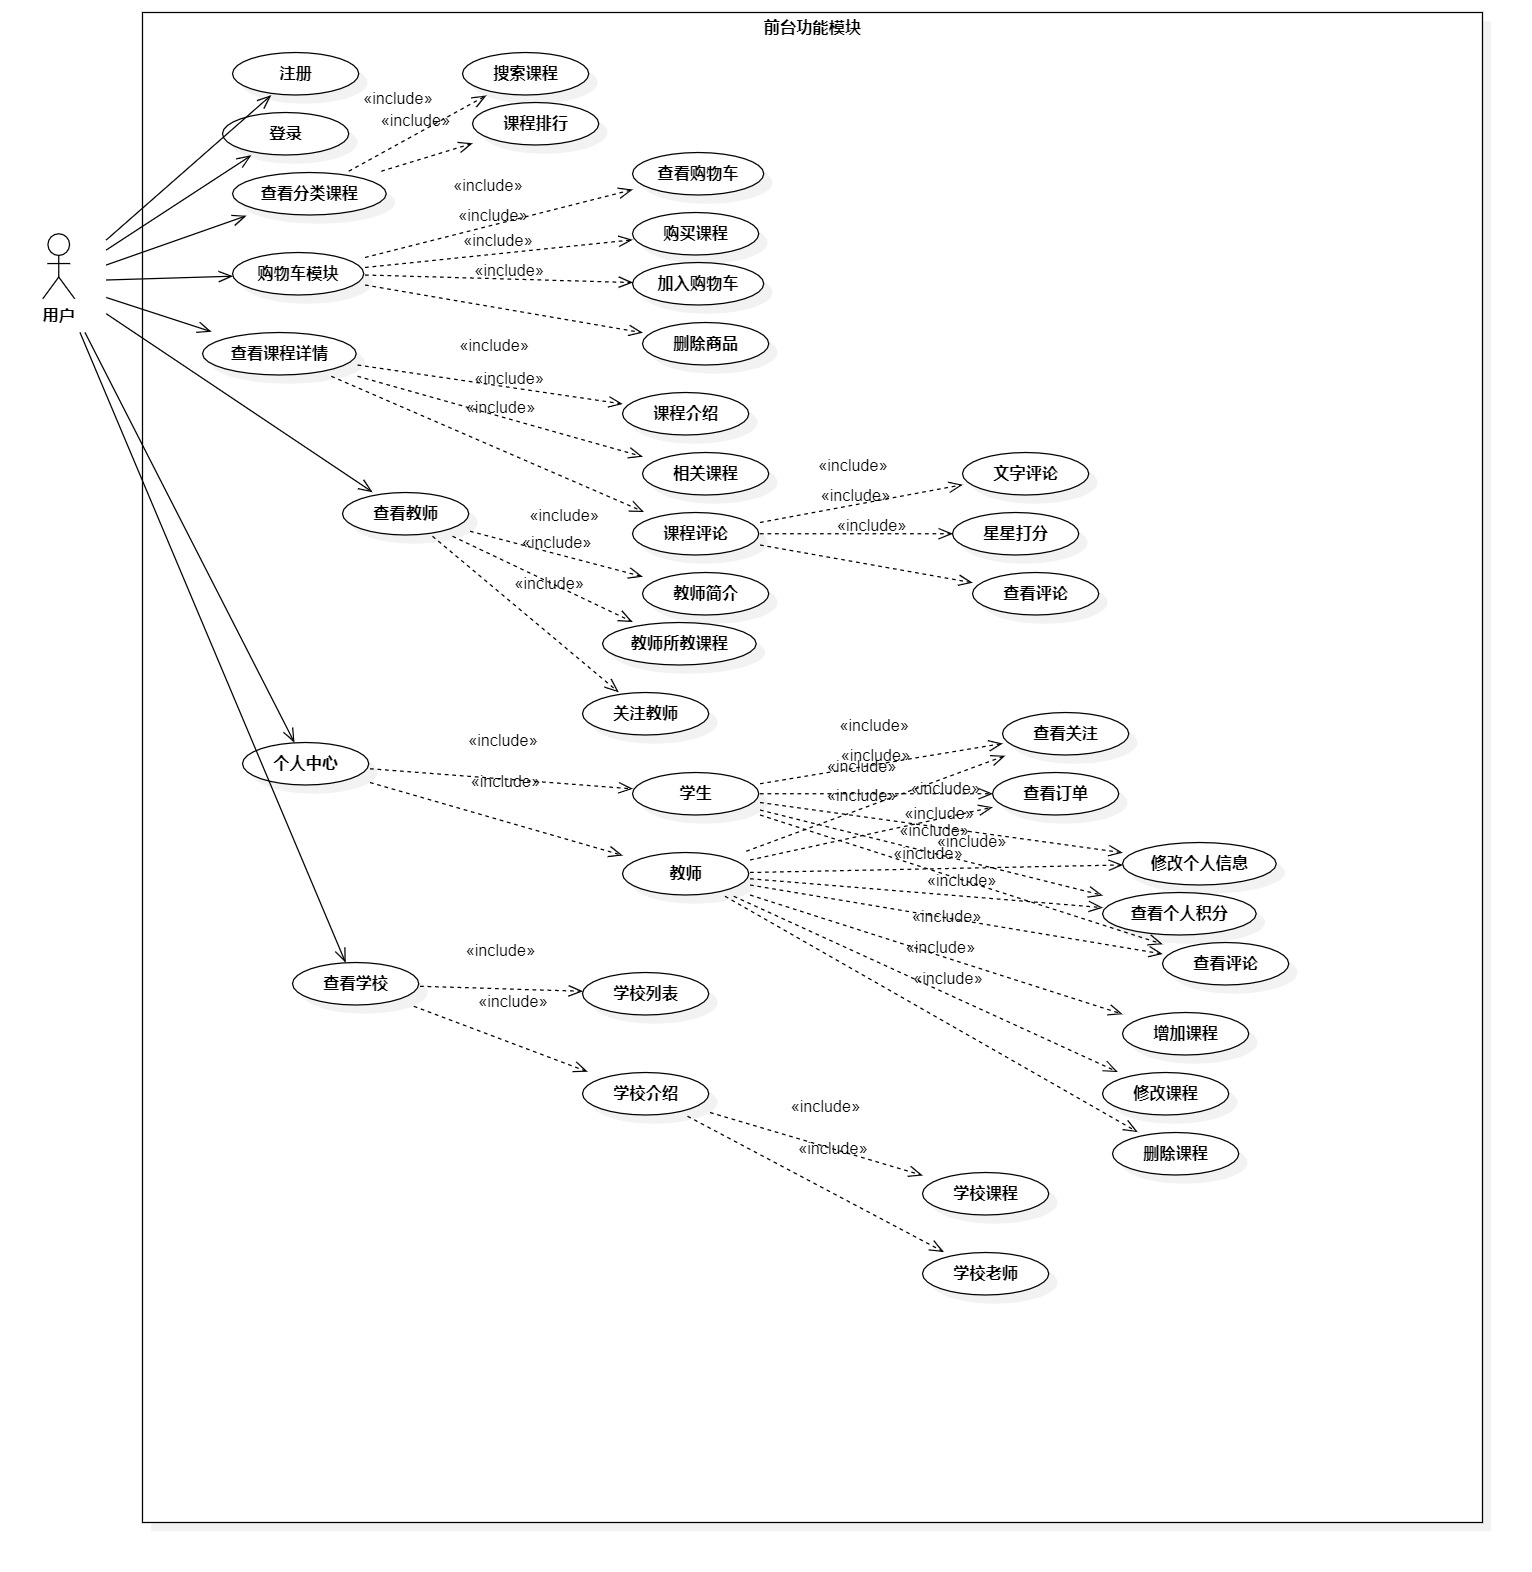 前台功能模块
注册
搜索课程
«include»
«include»
课程排行
登录
查看分类课程
«include»
查看购物车
«include»
购买课程
«include»
«include»
购物车模块
加入购物车
用户
删除商品
查看课程详情
«include»
«include»
«include»
课程介绍
相关课程
«include»
文字评论
«include»
查看教师
«include»
«include»
课程评论
星星打分
«include»
«include»
教师简介
查看评论
教师所教课程
关注教师
«include»
查看关注
«include»
«include»
«include»
个人中心
«include»
学生
«include»
«include»
查看订单
«include»
«include»
«include»
«include»
教师
修改个人信息
«include»
查看个人积分
«include»
«include»
«include»
查看评论
«include»
查看学校
学校列表
«include»
增加课程
学校介绍
修改课程
«include»
«include»
删除课程
学校课程
学校老师